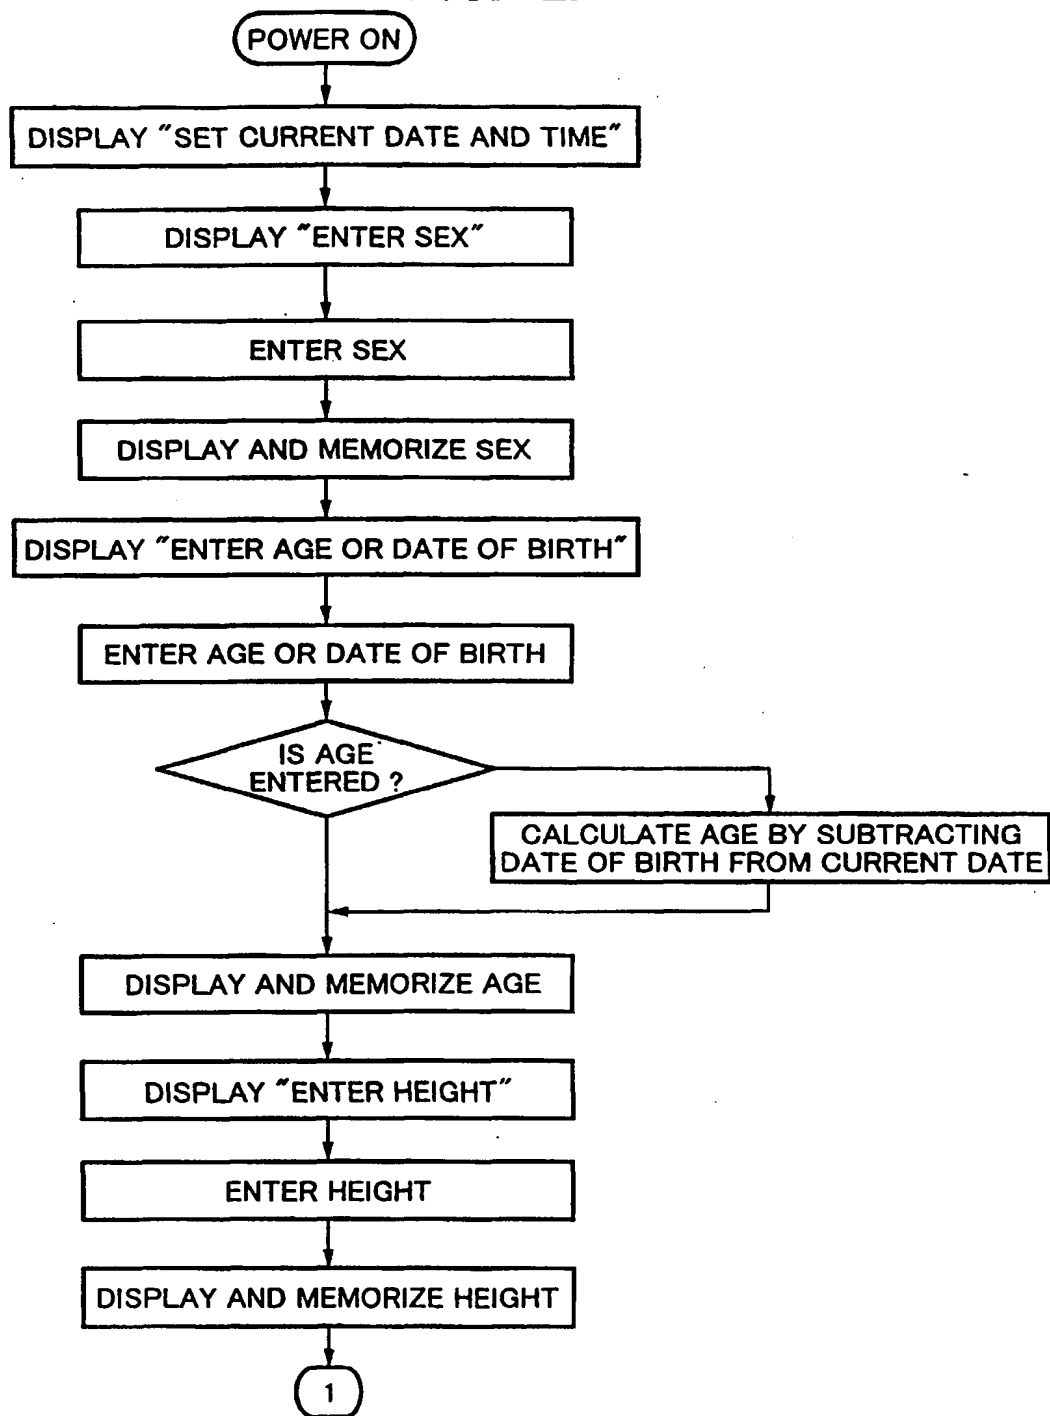 POWER ON
DISPLAY "SET CURRENT DATE AND TIME"
DISPLAY "ENTER SEX"
ENTER SEX
DISPLAY AND MEMORIZE SEX
DISPLAY "ENTER AGE OR DATE OF BIRTH"
ENTER AGE OR DATE OF BIRTH
IS AGE
ENTERED ?
CALCULATE AGE BY SUBTRACTING
DATE OF BIRTH FROM CURRENT DATE
DISPLAY AND MEMORIZE AGE
DISPLAY "ENTER HEIGHT"
ENTER HEIGHT
DISPLAY AND MEMORIZE HEIGHT
1